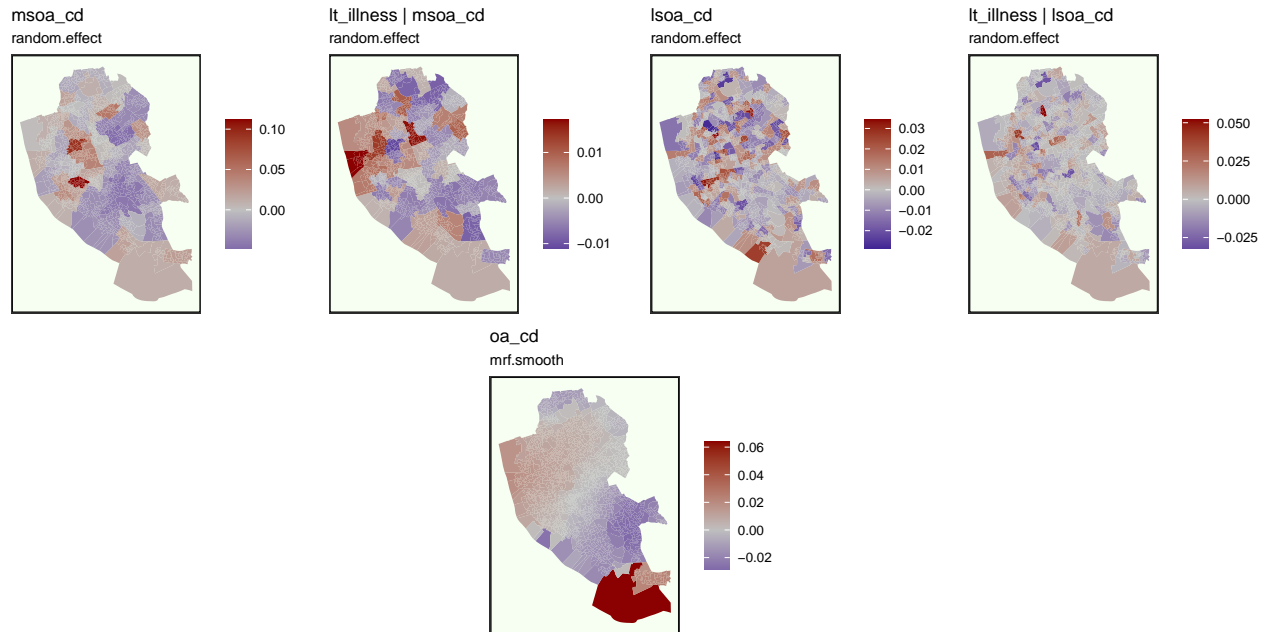 msoa_cd
random.effect
0.10
0.05
0.00
lt_illness | msoa_cd
random.effect
0.01
0.00
−0.01
lsoa_cd
random.effect
0.03
0.02
0.01
0.00
−0.01
−0.02
lt_illness | lsoa_cd
random.effect
0.050
0.025
0.000
−0.025
oa_cd
mrf.smooth
0.06
0.04
0.02
0.00
−0.02